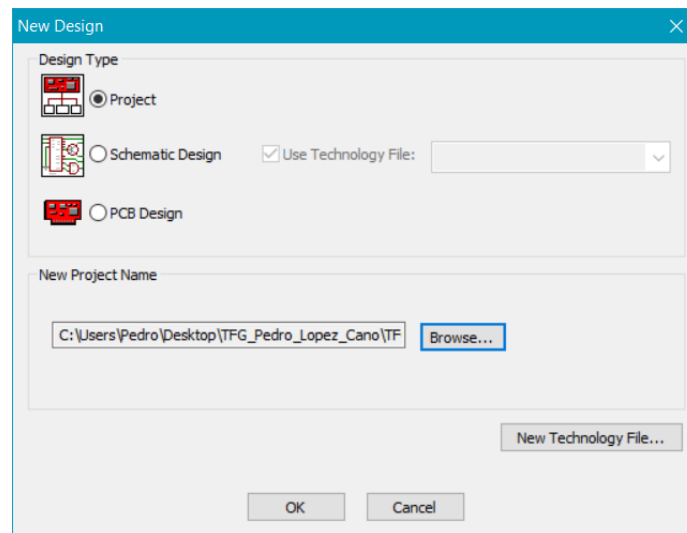 New Design
Design Type
Project
Schematic Design Use Technology File:
PCB Design
New Project Name
C:\Users\Pedro\Desktop\TFG_Pedro_Lopez_Cano\TF Browse...
New Technology File...
OK Cancel